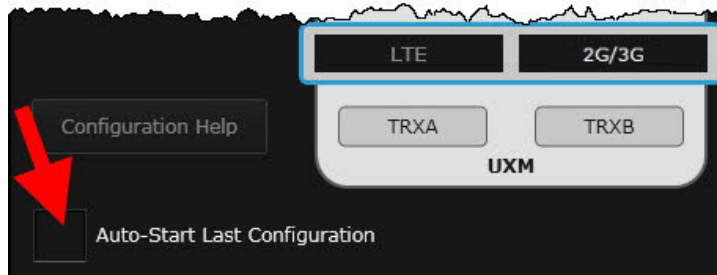 LTE 2G/3G
Configuration Help TRXA TRXB
UXM
Auto-Start Last Configuration